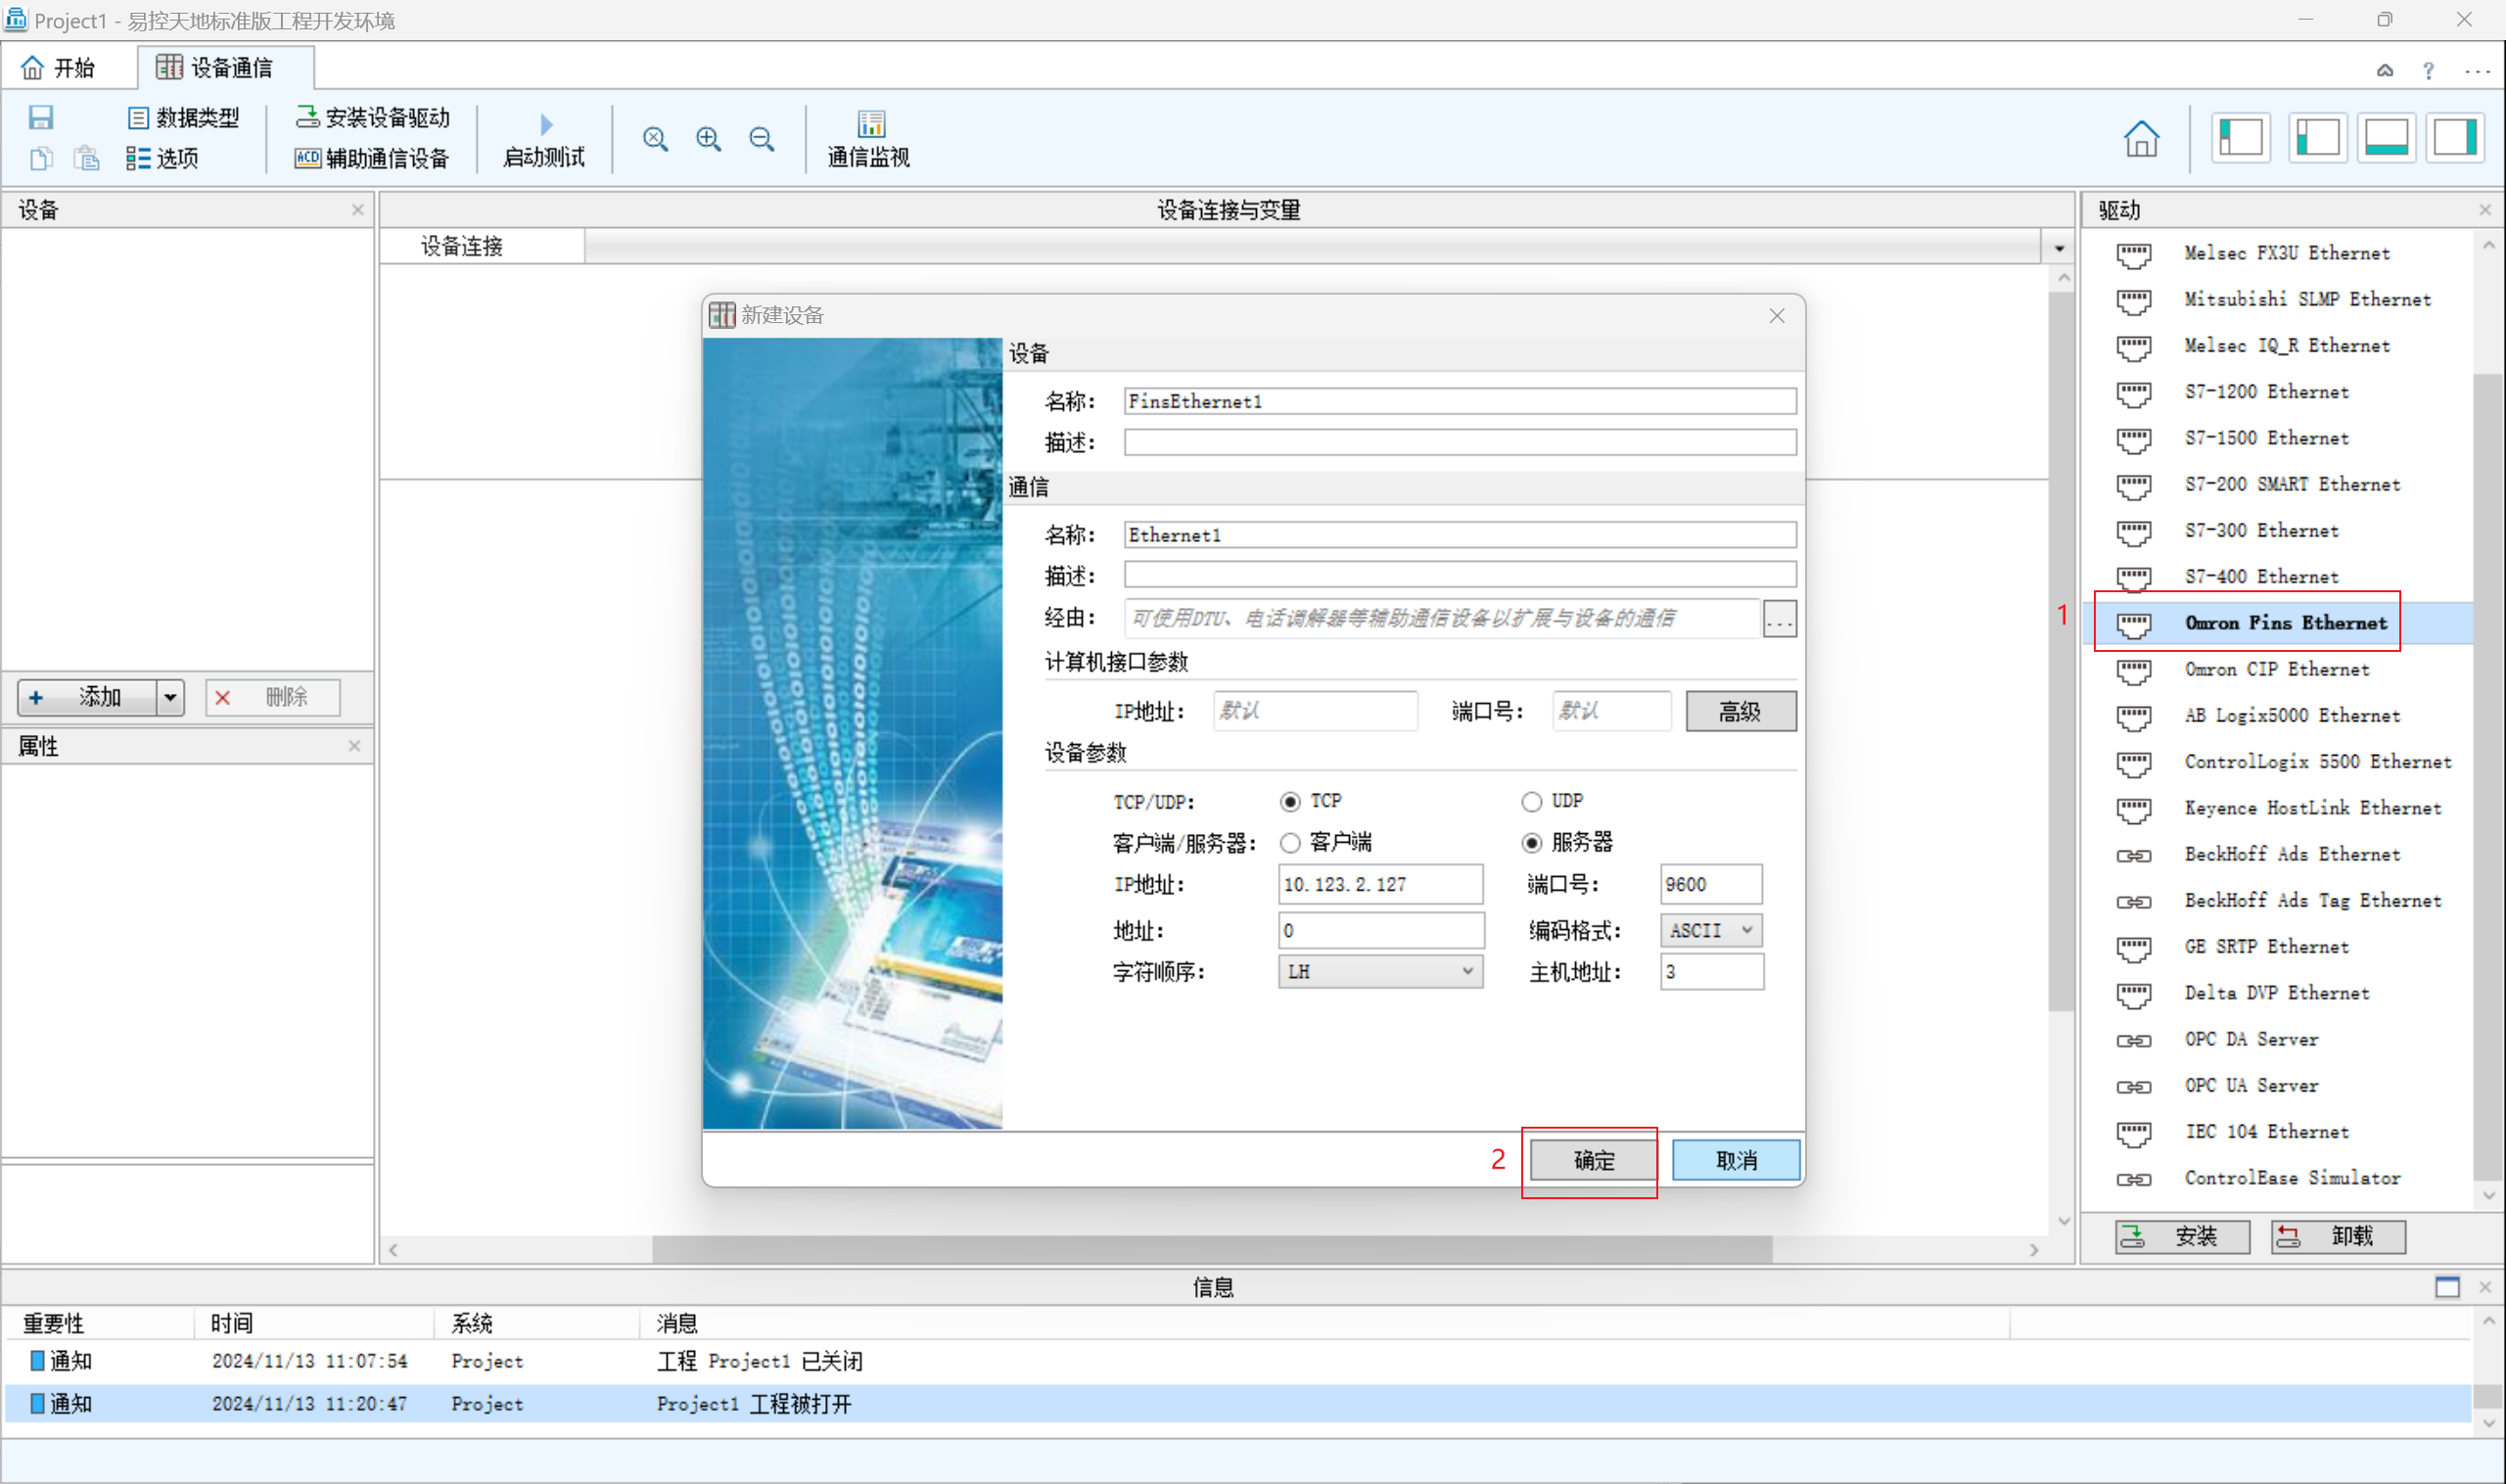 Project1 - 易控天地标准版工程开发环境
开始
设备通信
数据类型
选项
安装设备驱动
ACD 辅助通信设备
启动测试
通信监视
设备
设备连接与变量
驱动
设备连接
添加
删除
属性
新建设备
设备
名称: FinsEthernet1
描述:
通信
名称: Ethernet1
描述:
经由: 可使用DTU、电话调解器等辅助通信设备以扩展与设备的通信 ...
计算机接口参数
IP地址: 默认 端口号: 默认 高级
设备参数
TCP/UDP: TCP UDP
客户端/服务器: 客户端 服务器
IP地址: 10.123.2.127 端口号: 9600
地址: 0 编码格式: ASCII
字符顺序: LH 主机地址: 3
2 确定 取消
Melsec FX3U Ethernet
Mitsubishi SLMP Ethernet
Melsec IQ_R Ethernet
S7-1200 Ethernet
S7-1500 Ethernet
S7-200 SMART Ethernet
S7-300 Ethernet
S7-400 Ethernet
1 Omron Fins Ethernet
Omron CIP Ethernet
AB Logix5000 Ethernet
ControlLogix 5500 Ethernet
Keyence HostLink Ethernet
BeckHoff Ads Ethernet
BeckHoff Ads Tag Ethernet
GE SRTP Ethernet
Delta DVP Ethernet
OPC DA Server
OPC UA Server
IEC 104 Ethernet
ControlEase Simulator
安装 卸载
信息
重要性 时间 系统 消息
通知 2024/11/13 11:07:54 Project 工程 Project1 已关闭
通知 2024/11/13 11:20:47 Project Project1 工程被打开